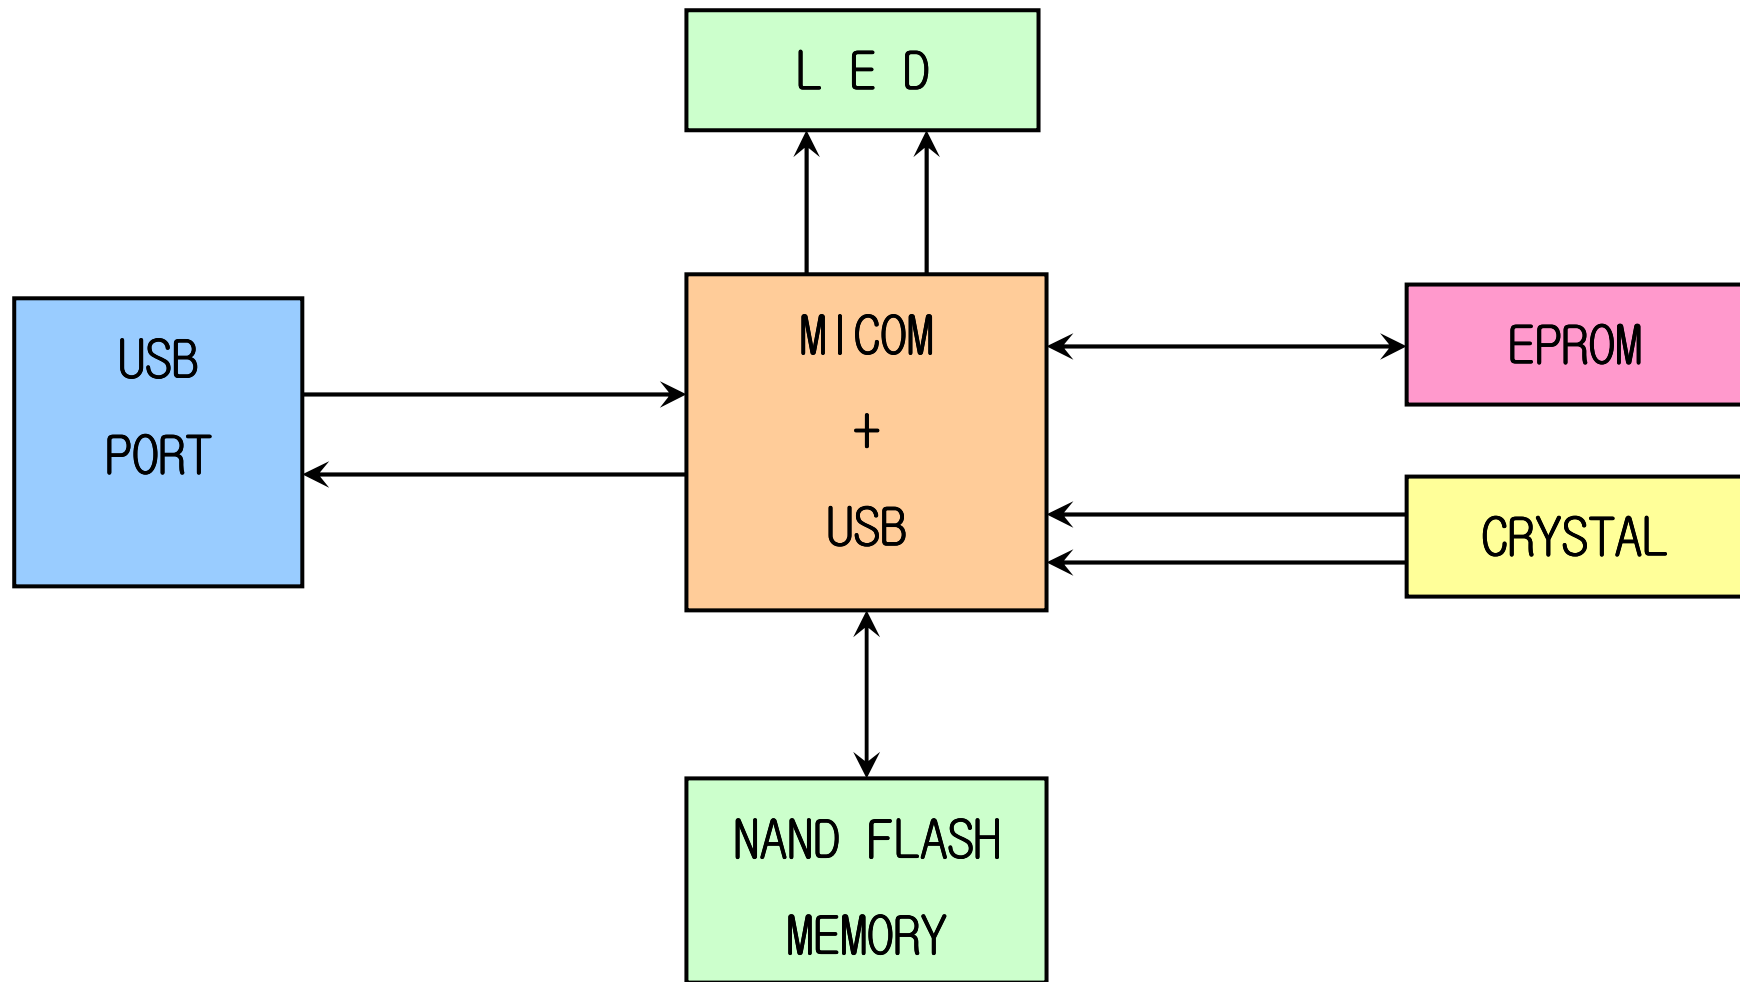 L E D
USB
PORT
MICOM
+
USB
EPROM
CRYSTAL
NAND FLASH
MEMORY